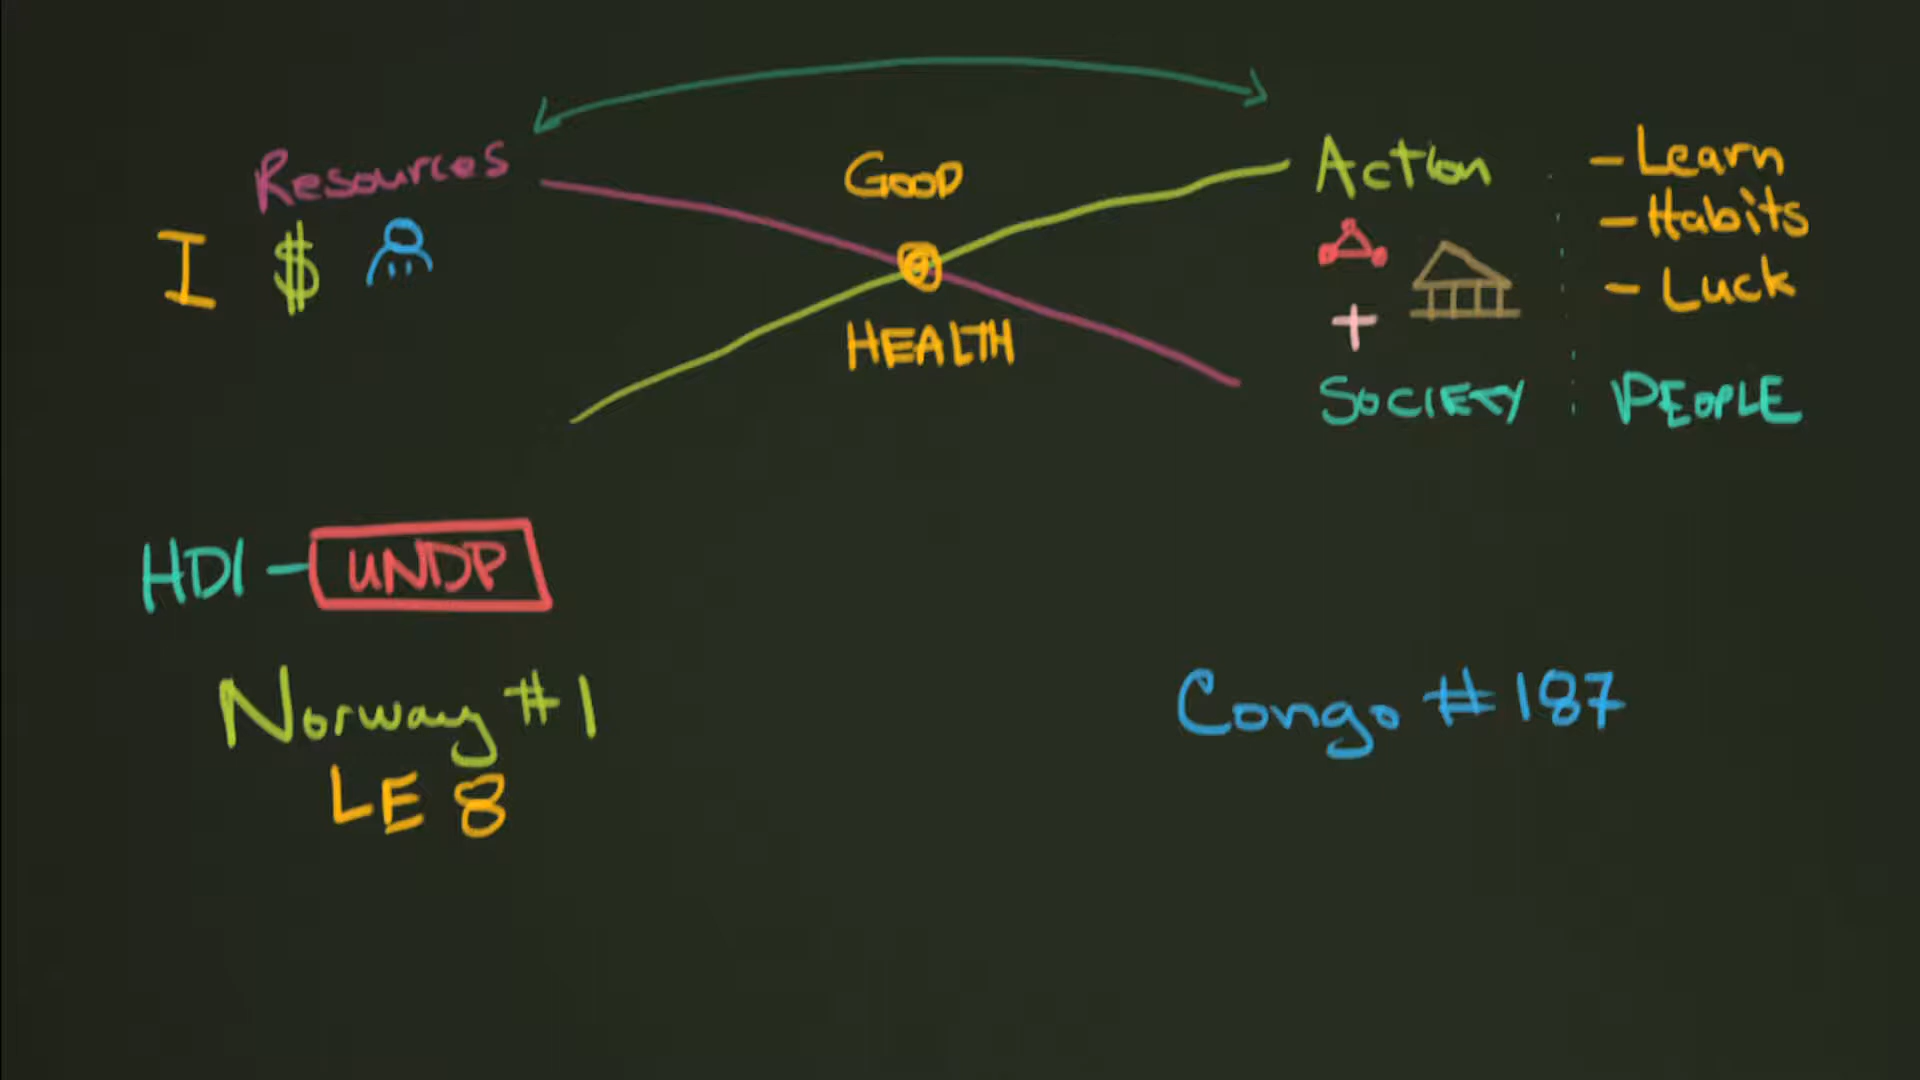 Resources
I $
GOOD
HEALTH
Action
+
SOCIETY
- Learn
- Habits
- Luck
PEOPLE
HDI - UNDP
Norway #1
LE 8
Congo #187